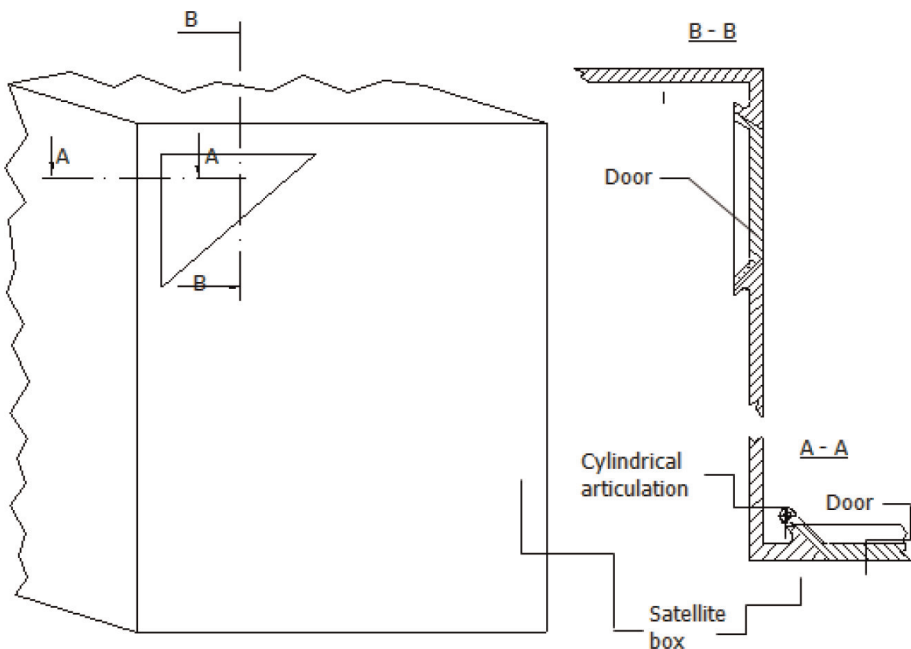 B
B - B
A
A
Door
B
A - A
Cylindrical
articulation
Door
Satellite
box